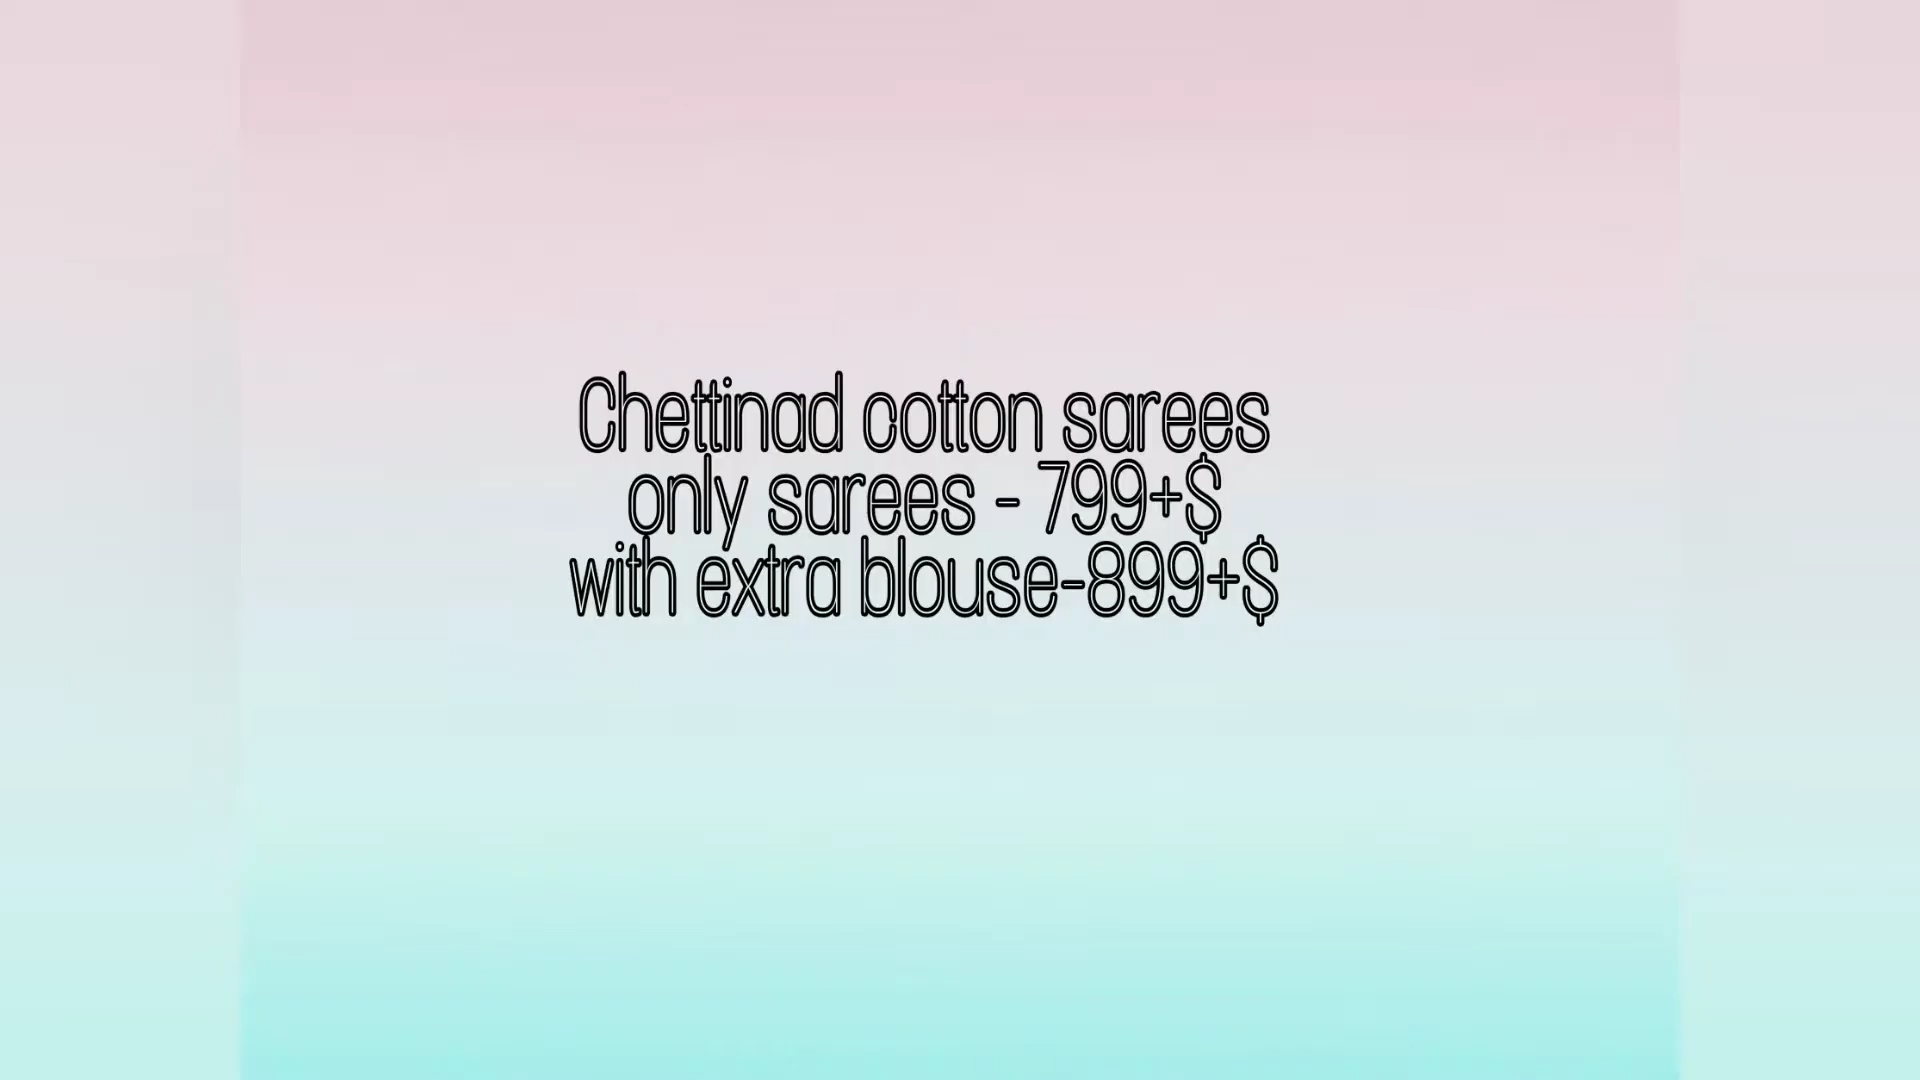 Chettinad cotton sarees
only sarees - 799+$
with extra blouse-899+$